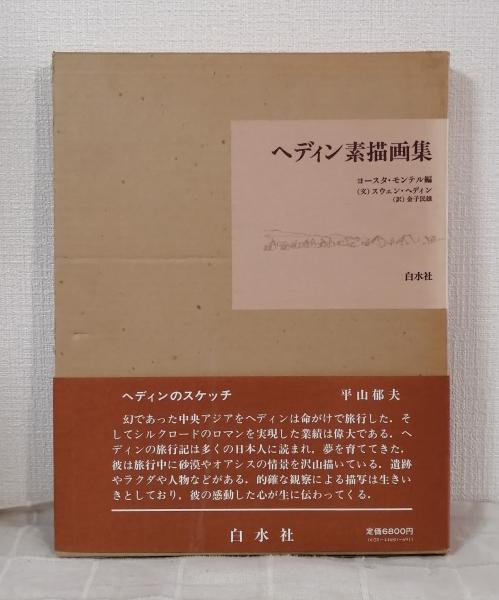 ヘディン素描画集
ヨースタ・モンテル編
(文)スウェン・ヘディン
(訳)金子民雄
白水社
ヘディンのスケッチ 平山郁夫
幻であった中央アジアをヘディンは命がけで旅行した．そ
してシルクロードのロマンを実現した業績は偉大である．ヘ
ディンの旅行記は多くの日本人に読まれ，夢を育ててきた．
彼は旅行中に砂漠やオアシスの情景を沢山描いている．遺跡
やラクダや人物などがある．的確な観察による描写は生きい
きとしており，彼の感動した心が生に伝わってくる．
白水社
定価6800円